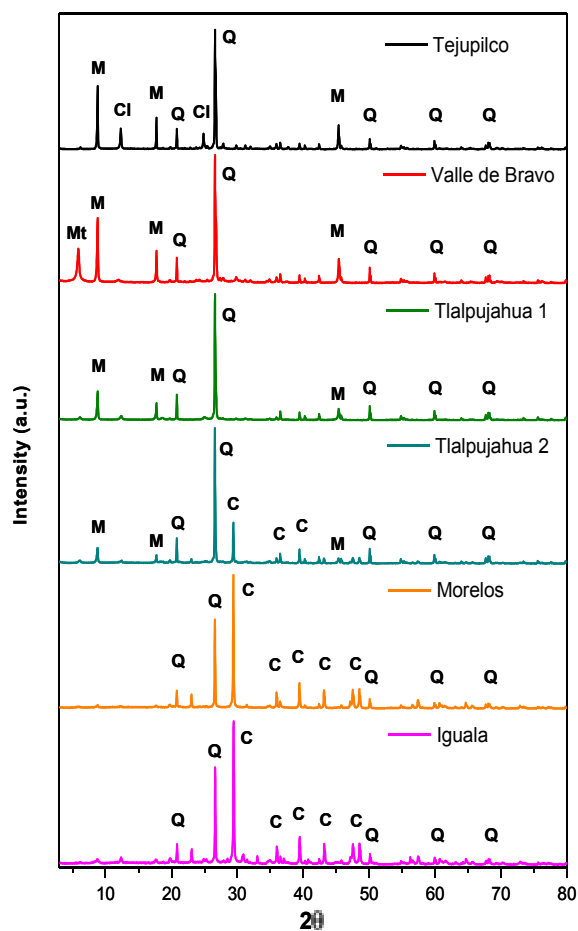 Q
Tejupilco
M
Cl
M
Q
Cl
M
Q
Q
Q
Q
Valle de Bravo
Mt
M
M
Q
M
Q
Q
Q
Q
Tlalpujahua 1
M
M
Q
M
Q
Q
Q
Q
Tlalpujahua 2
C
M
M
Q
C
C
M
Q
Q
Q
Q
C
Morelos
Q
C
C
C
C
Q
Q
Q
Q
C
Iguala
Q
C
C
C
C
Q
Q
Q
Intensity (a.u.)
10 20 30 40 50 60 70 80
2θ